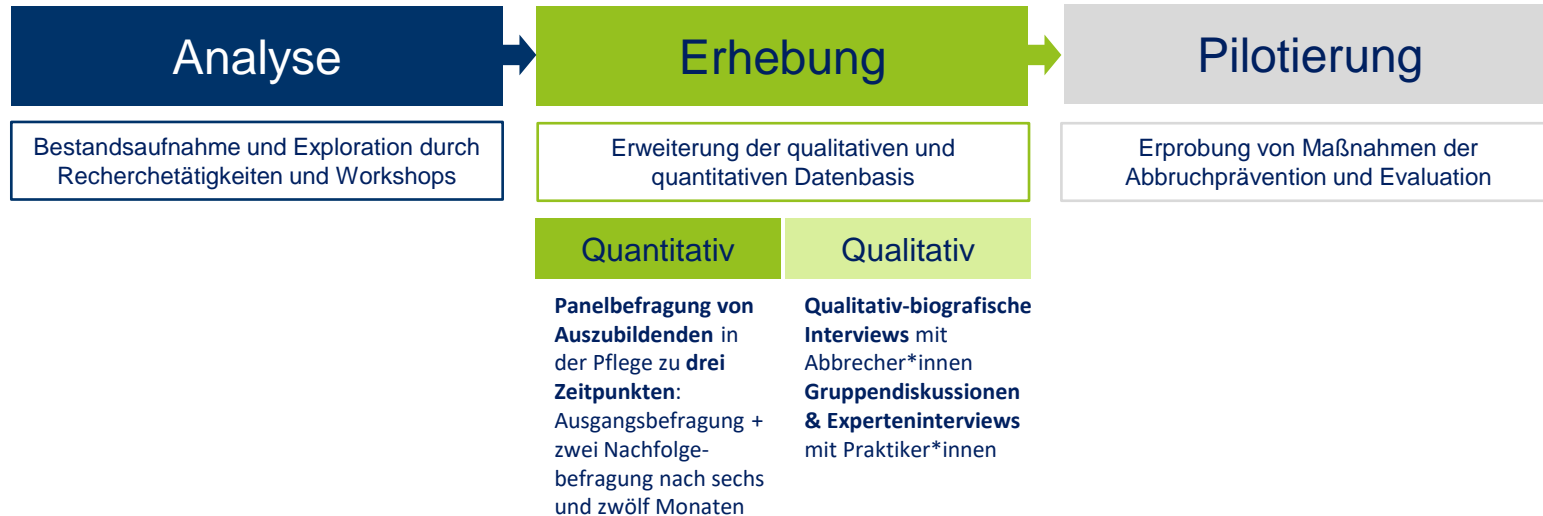 Analyse
Erhebung
Pilotierung
Bestandsaufnahme und Exploration durch
Recherchetätigkeiten und Workshops
Erweiterung der qualitativen und
quantitativen Datenbasis
Erprobung von Maßnahmen der
Abbruchprävention und Evaluation
Quantitativ
Qualitativ
Panelbefragung von
Auszubildenden in
der Pflege zu drei
Zeitpunkten:
Ausgangsbefragung +
zwei Nachfolge-
befragung nach sechs
und zwölf Monaten
Qualitativ-biografische
Interviews mit
Abbrecher*innen
Gruppendiskussionen
& Experteninterviews
mit Praktiker*innen